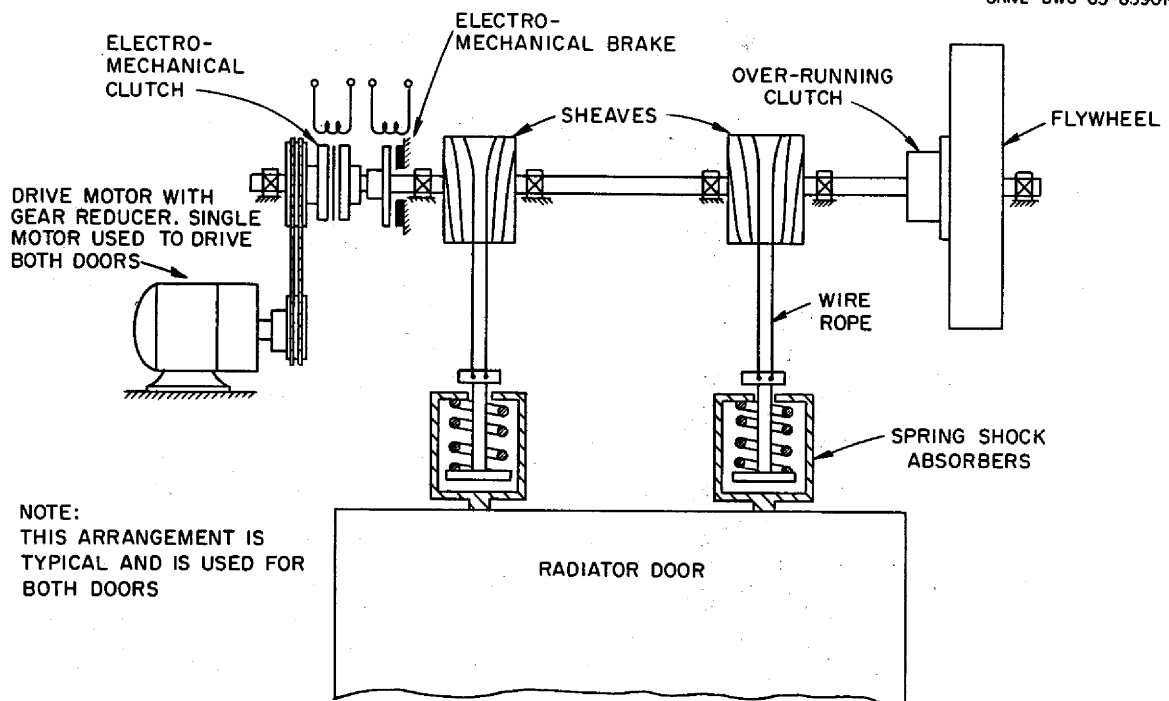 ELECTRO-
MECHANICAL
CLUTCH
ELECTRO-
MECHANICAL BRAKE
SHEAVES
OVER-RUNNING
CLUTCH
FLYWHEEL
DRIVE MOTOR WITH
GEAR REDUCER. SINGLE
MOTOR USED TO DRIVE
BOTH DOORS
WIRE
ROPE
SPRING SHOCK
ABSORBERS
NOTE:
THIS ARRANGEMENT IS
TYPICAL AND IS USED FOR
BOTH DOORS
RADIATOR DOOR